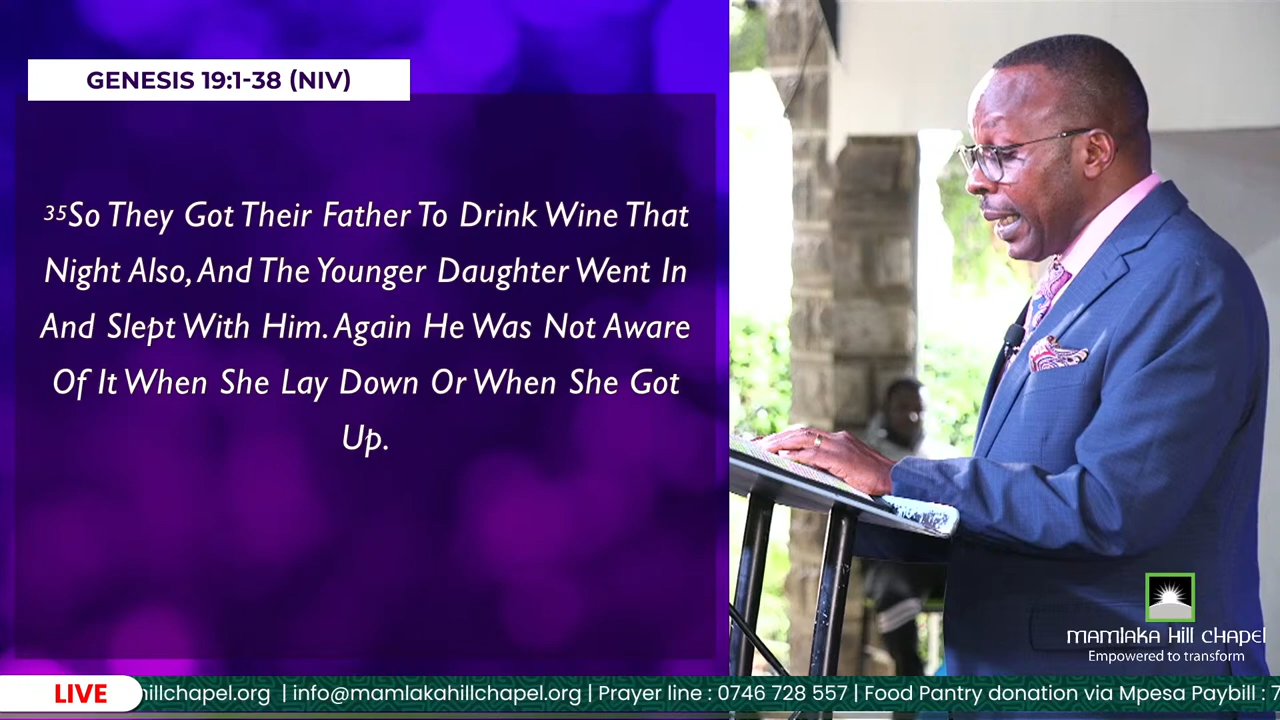 GENESIS 19:1-38 (NIV)
35So They Got Their Father To Drink Wine That
Night Also, And The Younger Daughter Went In
And Slept With Him. Again He Was Not Aware
Of It When She Lay Down Or When She Got
Up.
mamlaka hill chapel
Empowered to transform
LIVE
hillchapel.org | info@mamlakahillchapel.org | Prayer line : 0746 728 557 | Food Pantry donation via Mpesa Paybill : 7